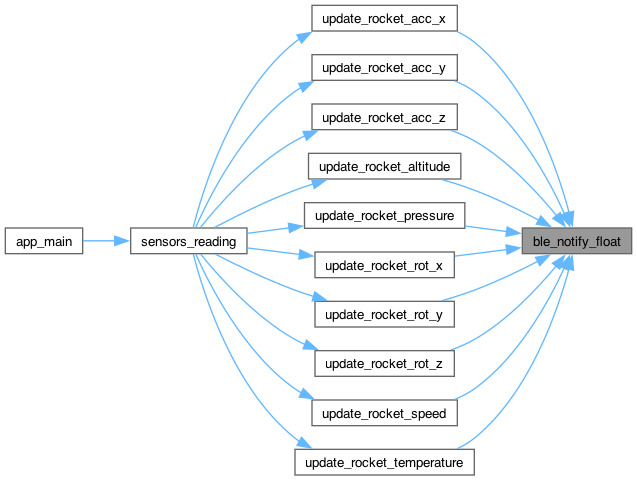 update_rocket_acc_x
update_rocket_acc_y
update_rocket_acc_z
update_rocket_altitude
update_rocket_pressure
app_main
sensors_reading
ble_notify_float
update_rocket_rot_x
update_rocket_rot_y
update_rocket_rot_z
update_rocket_speed
update_rocket_temperature